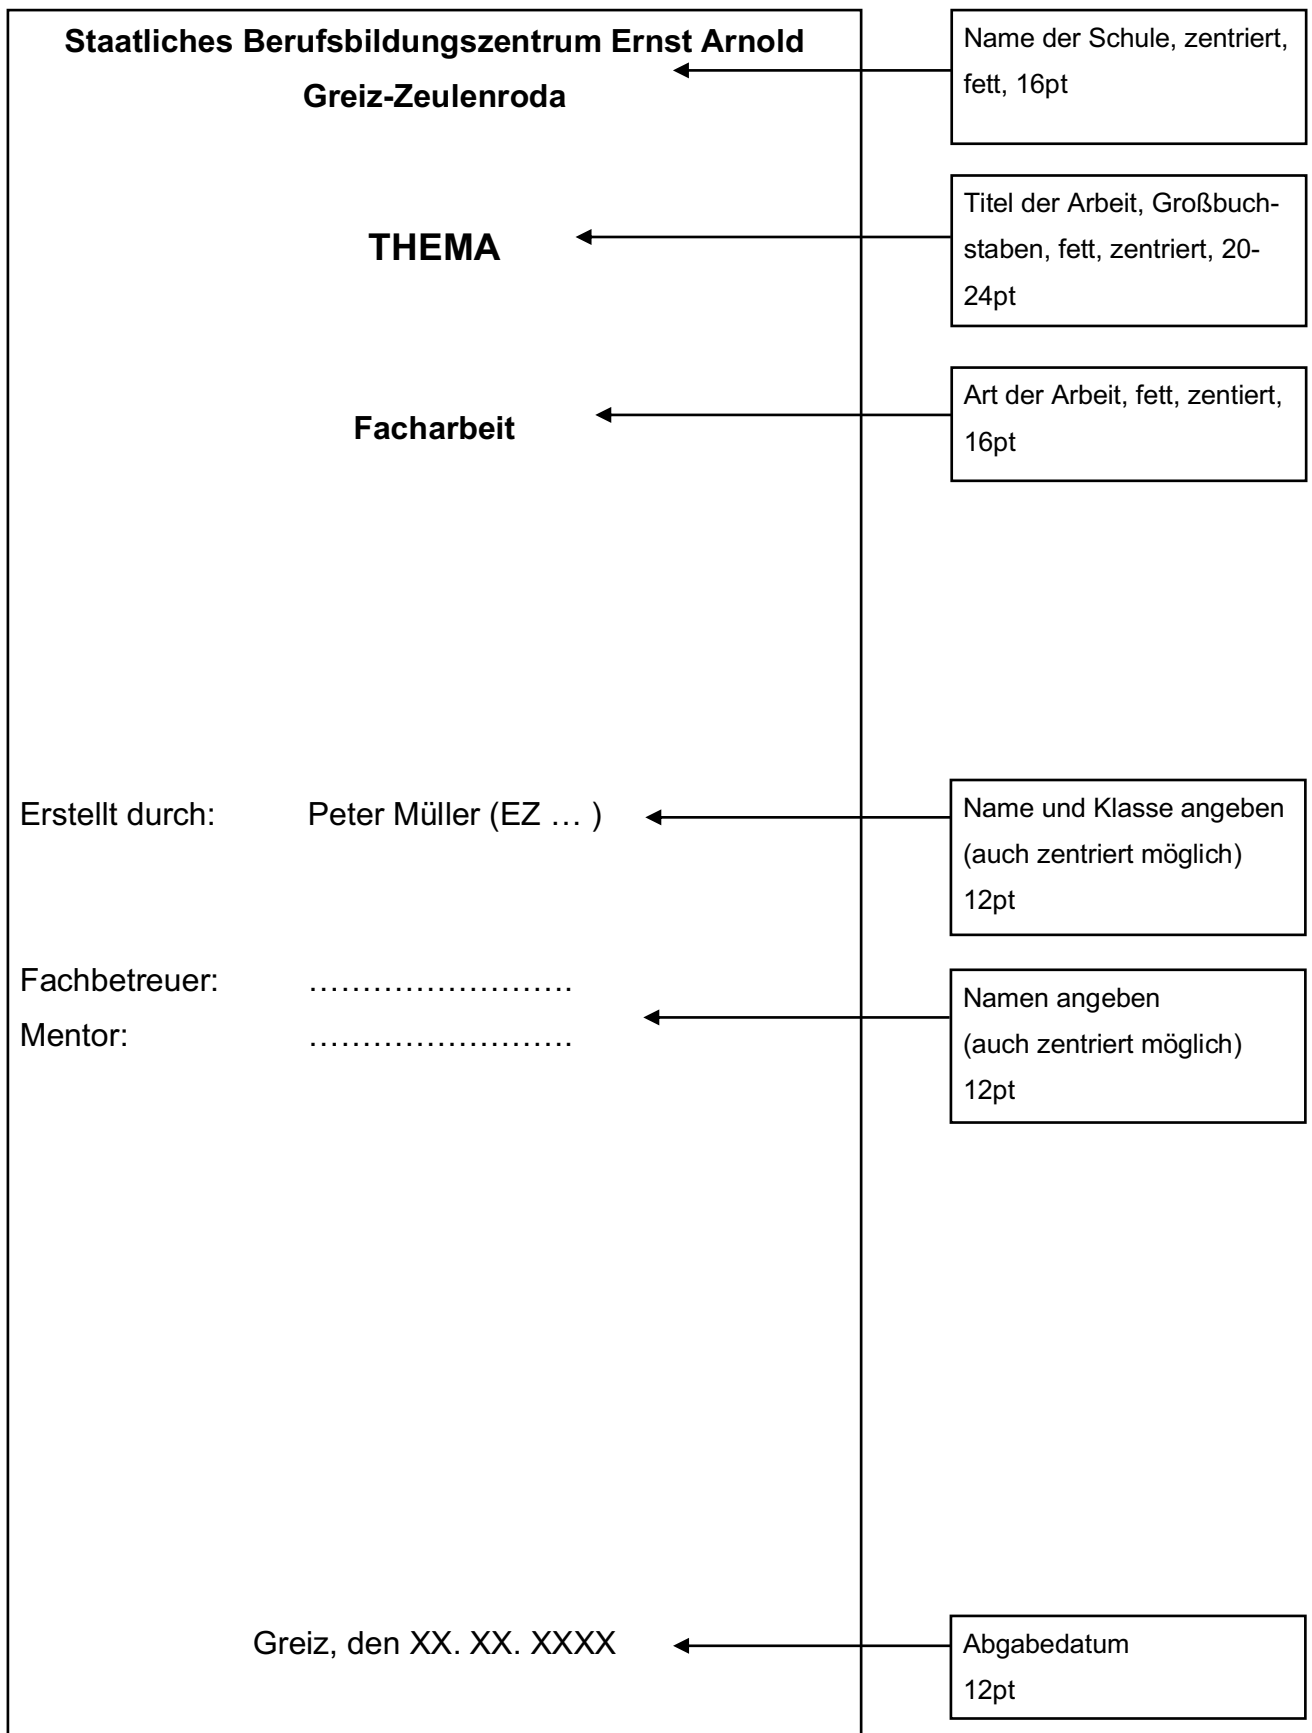 Staatliches Berufsbildungszentrum Ernst Arnold
Greiz-Zeulenroda
Name der Schule, zentriert,
fett, 16pt
THEMA
Titel der Arbeit, Großbuch-
staben, fett, zentriert, 20-
24pt
Facharbeit
Art der Arbeit, fett, zentiert,
16pt
Erstellt durch: Peter Müller (EZ … )
Name und Klasse angeben
(auch zentriert möglich)
12pt
Fachbetreuer: …………………….
Mentor: …………………….
Namen angeben
(auch zentriert möglich)
12pt
Greiz, den XX. XX. XXXX
Abgabedatum
12pt